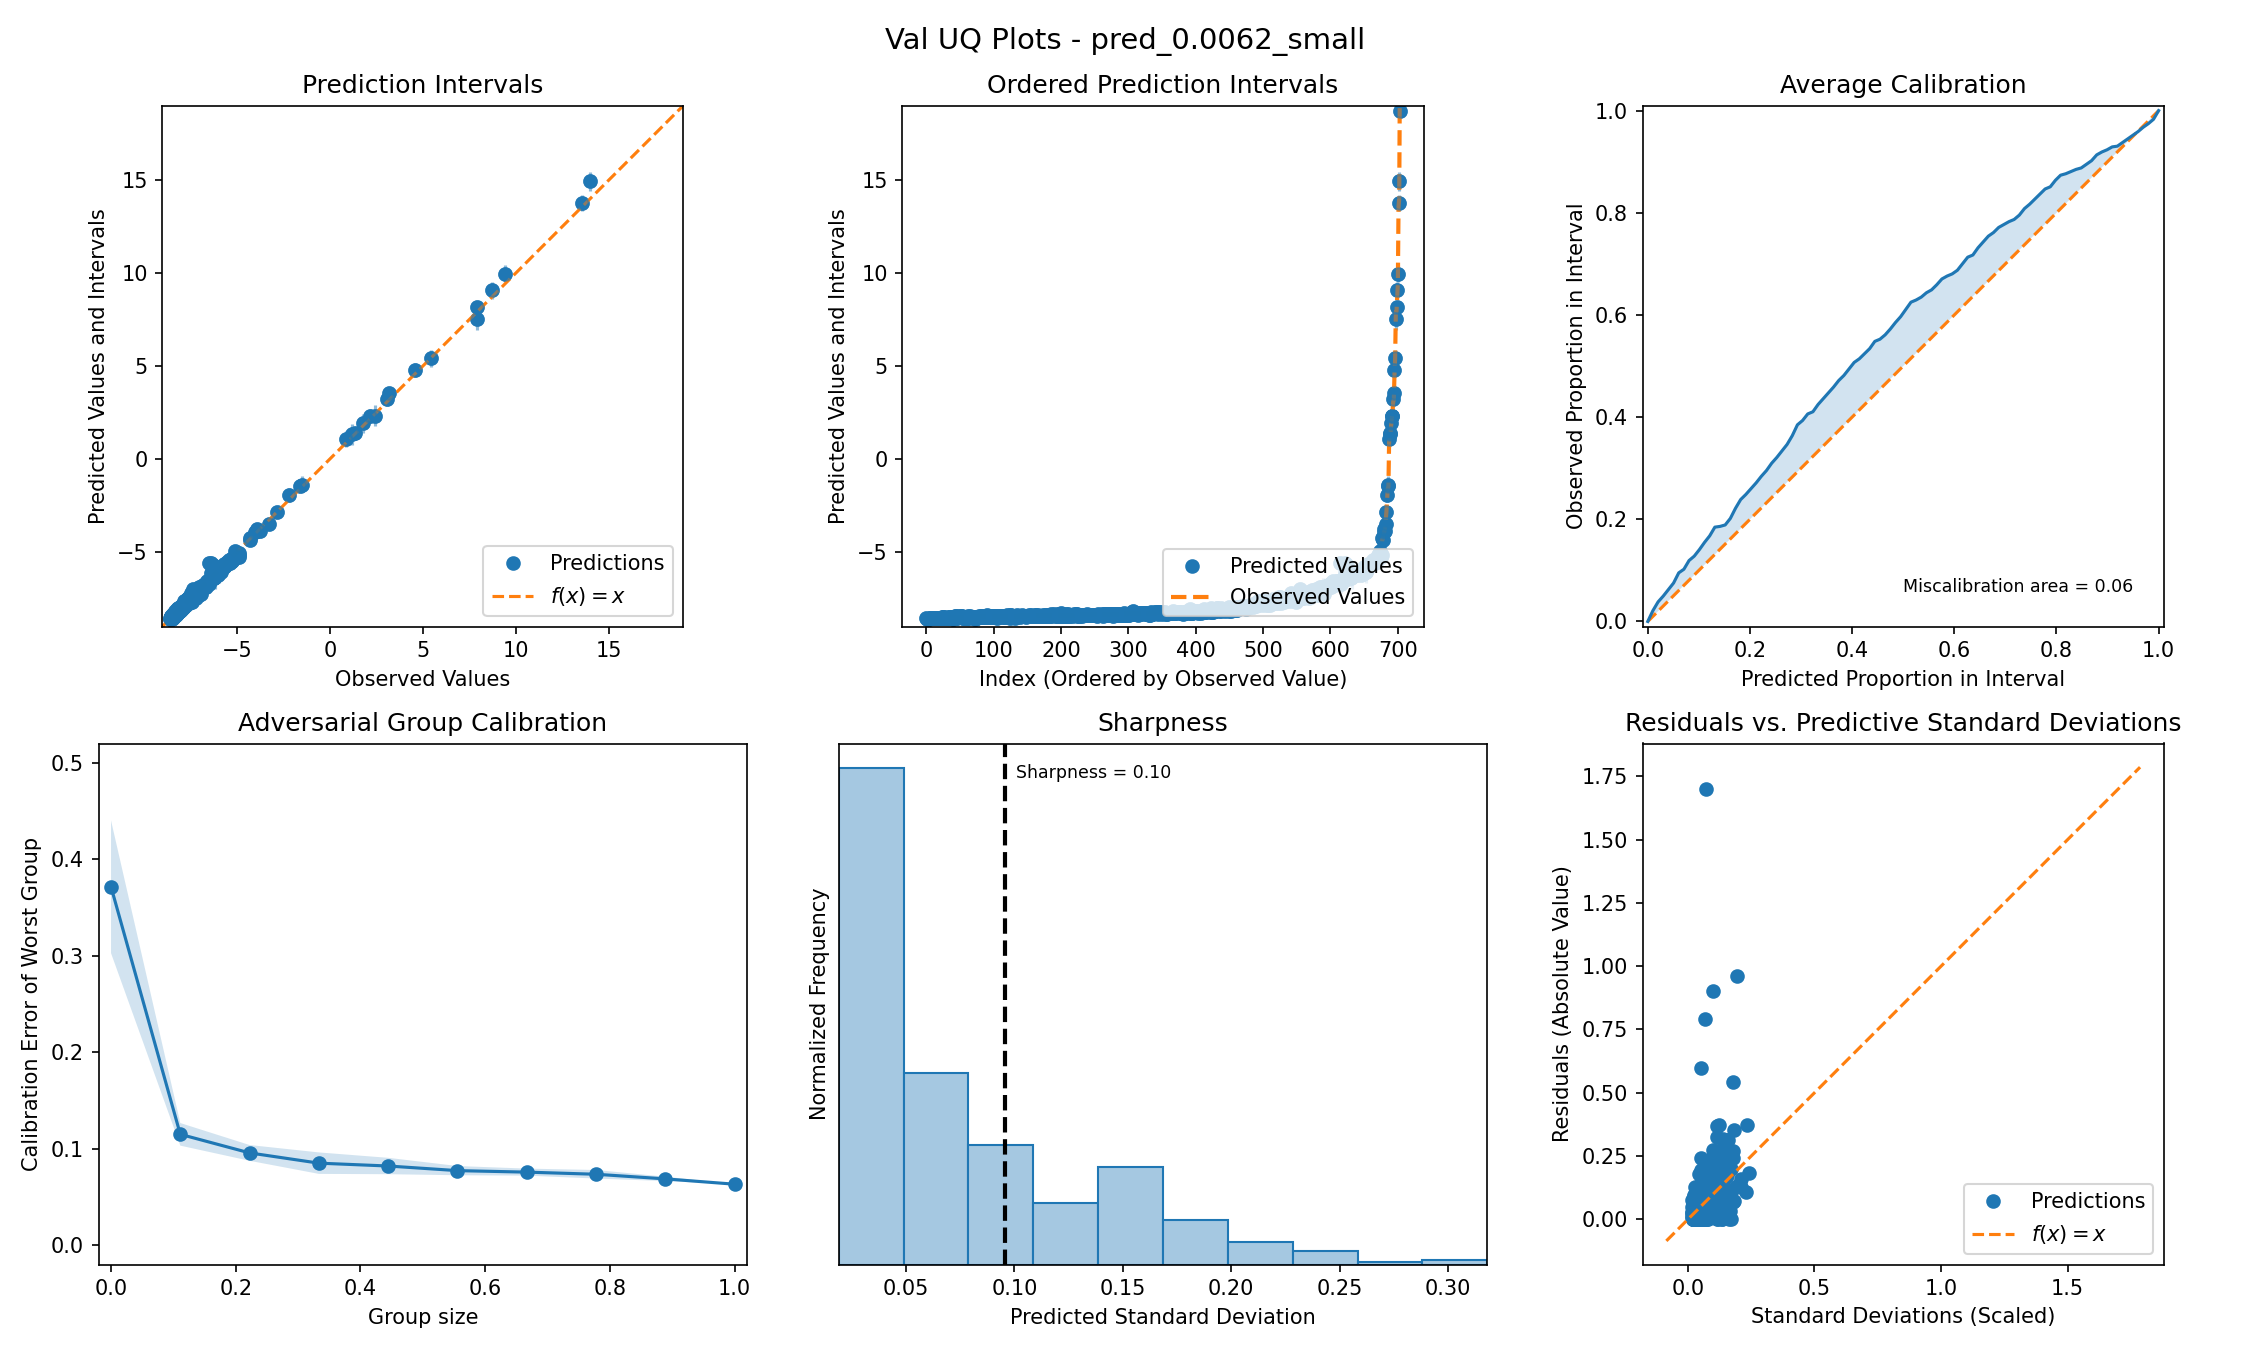 Val UQ Plots - pred_0.0062_small
Prediction Intervals
Predicted Values and Intervals
15
10
5
0
−5
−5 0 5 10 15
Observed Values
Predictions
f(x) = x
Ordered Prediction Intervals
Predicted Values and Intervals
15
10
5
0
−5
0 100 200 300 400 500 600 700
Index (Ordered by Observed Value)
Predicted Values
Observed Values
Average Calibration
Observed Proportion in Interval
1.0
0.8
0.6
0.4
0.2
0.0
0.0 0.2 0.4 0.6 0.8 1.0
Predicted Proportion in Interval
Miscalibration area = 0.06
Adversarial Group Calibration
Calibration Error of Worst Group
0.5
0.4
0.3
0.2
0.1
0.0
0.0 0.2 0.4 0.6 0.8 1.0
Group size
Sharpness
Normalized Frequency
Sharpness = 0.10
0.05 0.10 0.15 0.20 0.25 0.30
Predicted Standard Deviation
Residuals vs. Predictive Standard Deviations
Residuals (Absolute Value)
1.75
1.50
1.25
1.00
0.75
0.50
0.25
0.00
0.0 0.5 1.0 1.5
Standard Deviations (Scaled)
Predictions
f(x) = x